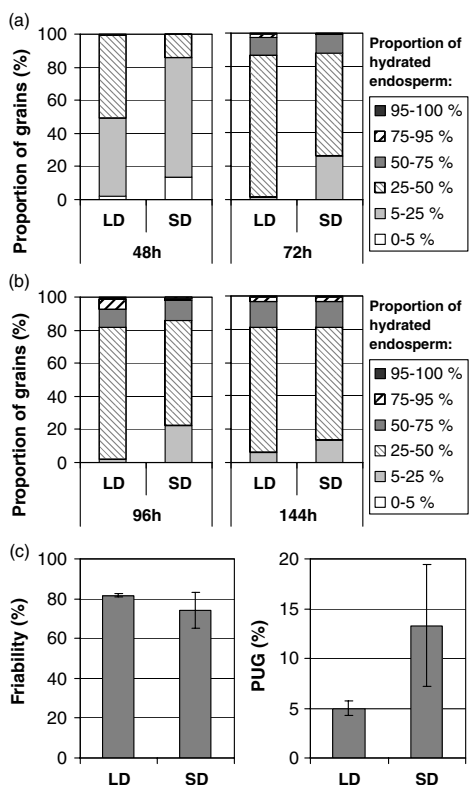 (a)
Proportion of grains (%)
100
80
60
40
20
0
LD SD LD SD
48h 72h
Proportion of
hydrated
endosperm:
95-100 %
75-95 %
50-75 %
25-50 %
5-25 %
0-5 %
(b)
Proportion of grains (%)
100
80
60
40
20
0
LD SD LD SD
96h 144h
Proportion of
hydrated
endosperm:
95-100 %
75-95 %
50-75 %
25-50 %
5-25 %
0-5 %
(c)
Friability (%)
100
80
60
40
20
0
LD SD
PUG (%)
20
15
10
5
0
LD SD